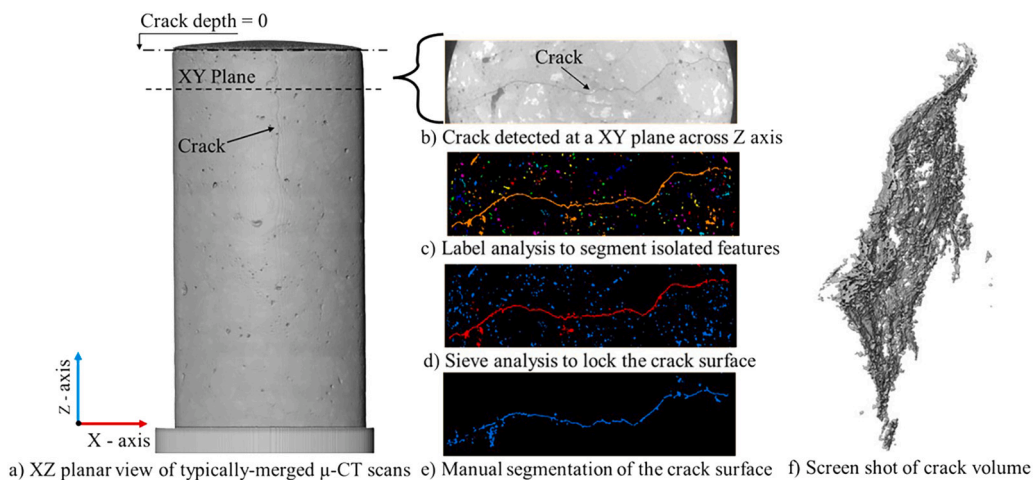 Crack depth = 0
XY Plane
Crack
Z - axis
X - axis
a) XZ planar view of typically-merged μ-CT scans
Crack
b) Crack detected at a XY plane across Z axis
c) Label analysis to segment isolated features
d) Sieve analysis to lock the crack surface
e) Manual segmentation of the crack surface
f) Screen shot of crack volume